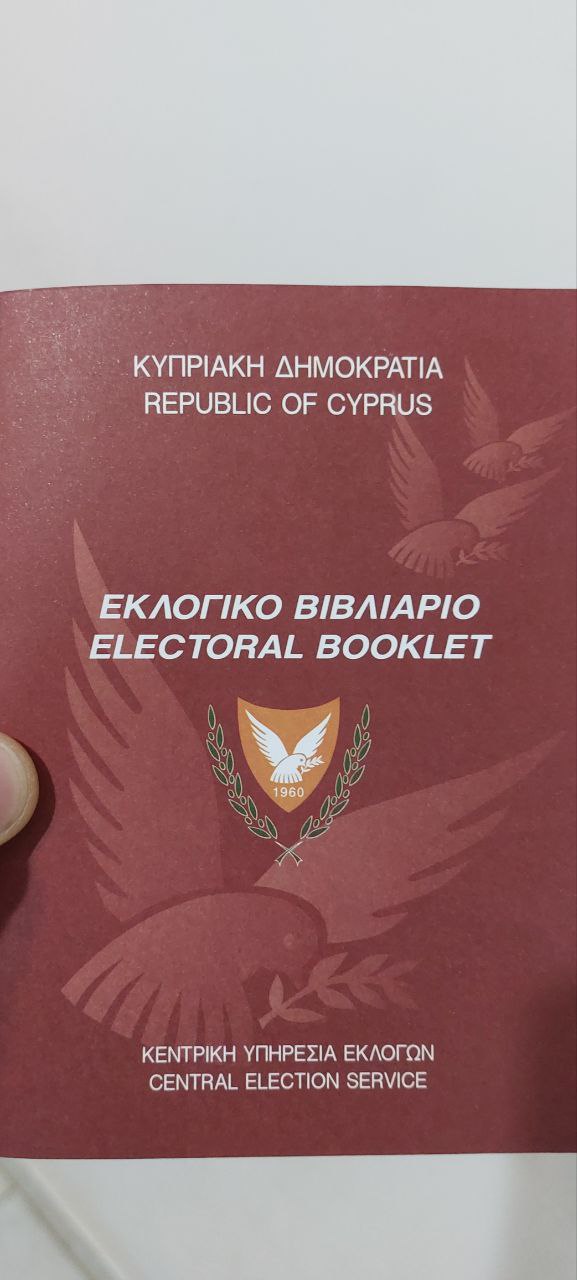 ΚΥΠΡΙΑΚΗ ΔΗΜΟΚΡΑΤΙΑ
REPUBLIC OF CYPRUS
ΕΚΛΟΓΙΚΟ ΒΙΒΛΙΑΡΙΟ
ELECTORAL BOOKLET
1960
ΚΕΝΤΡΙΚΗ ΥΠΗΡΕΣΙΑ ΕΚΛΟΓΩΝ
CENTRAL ELECTION SERVICE